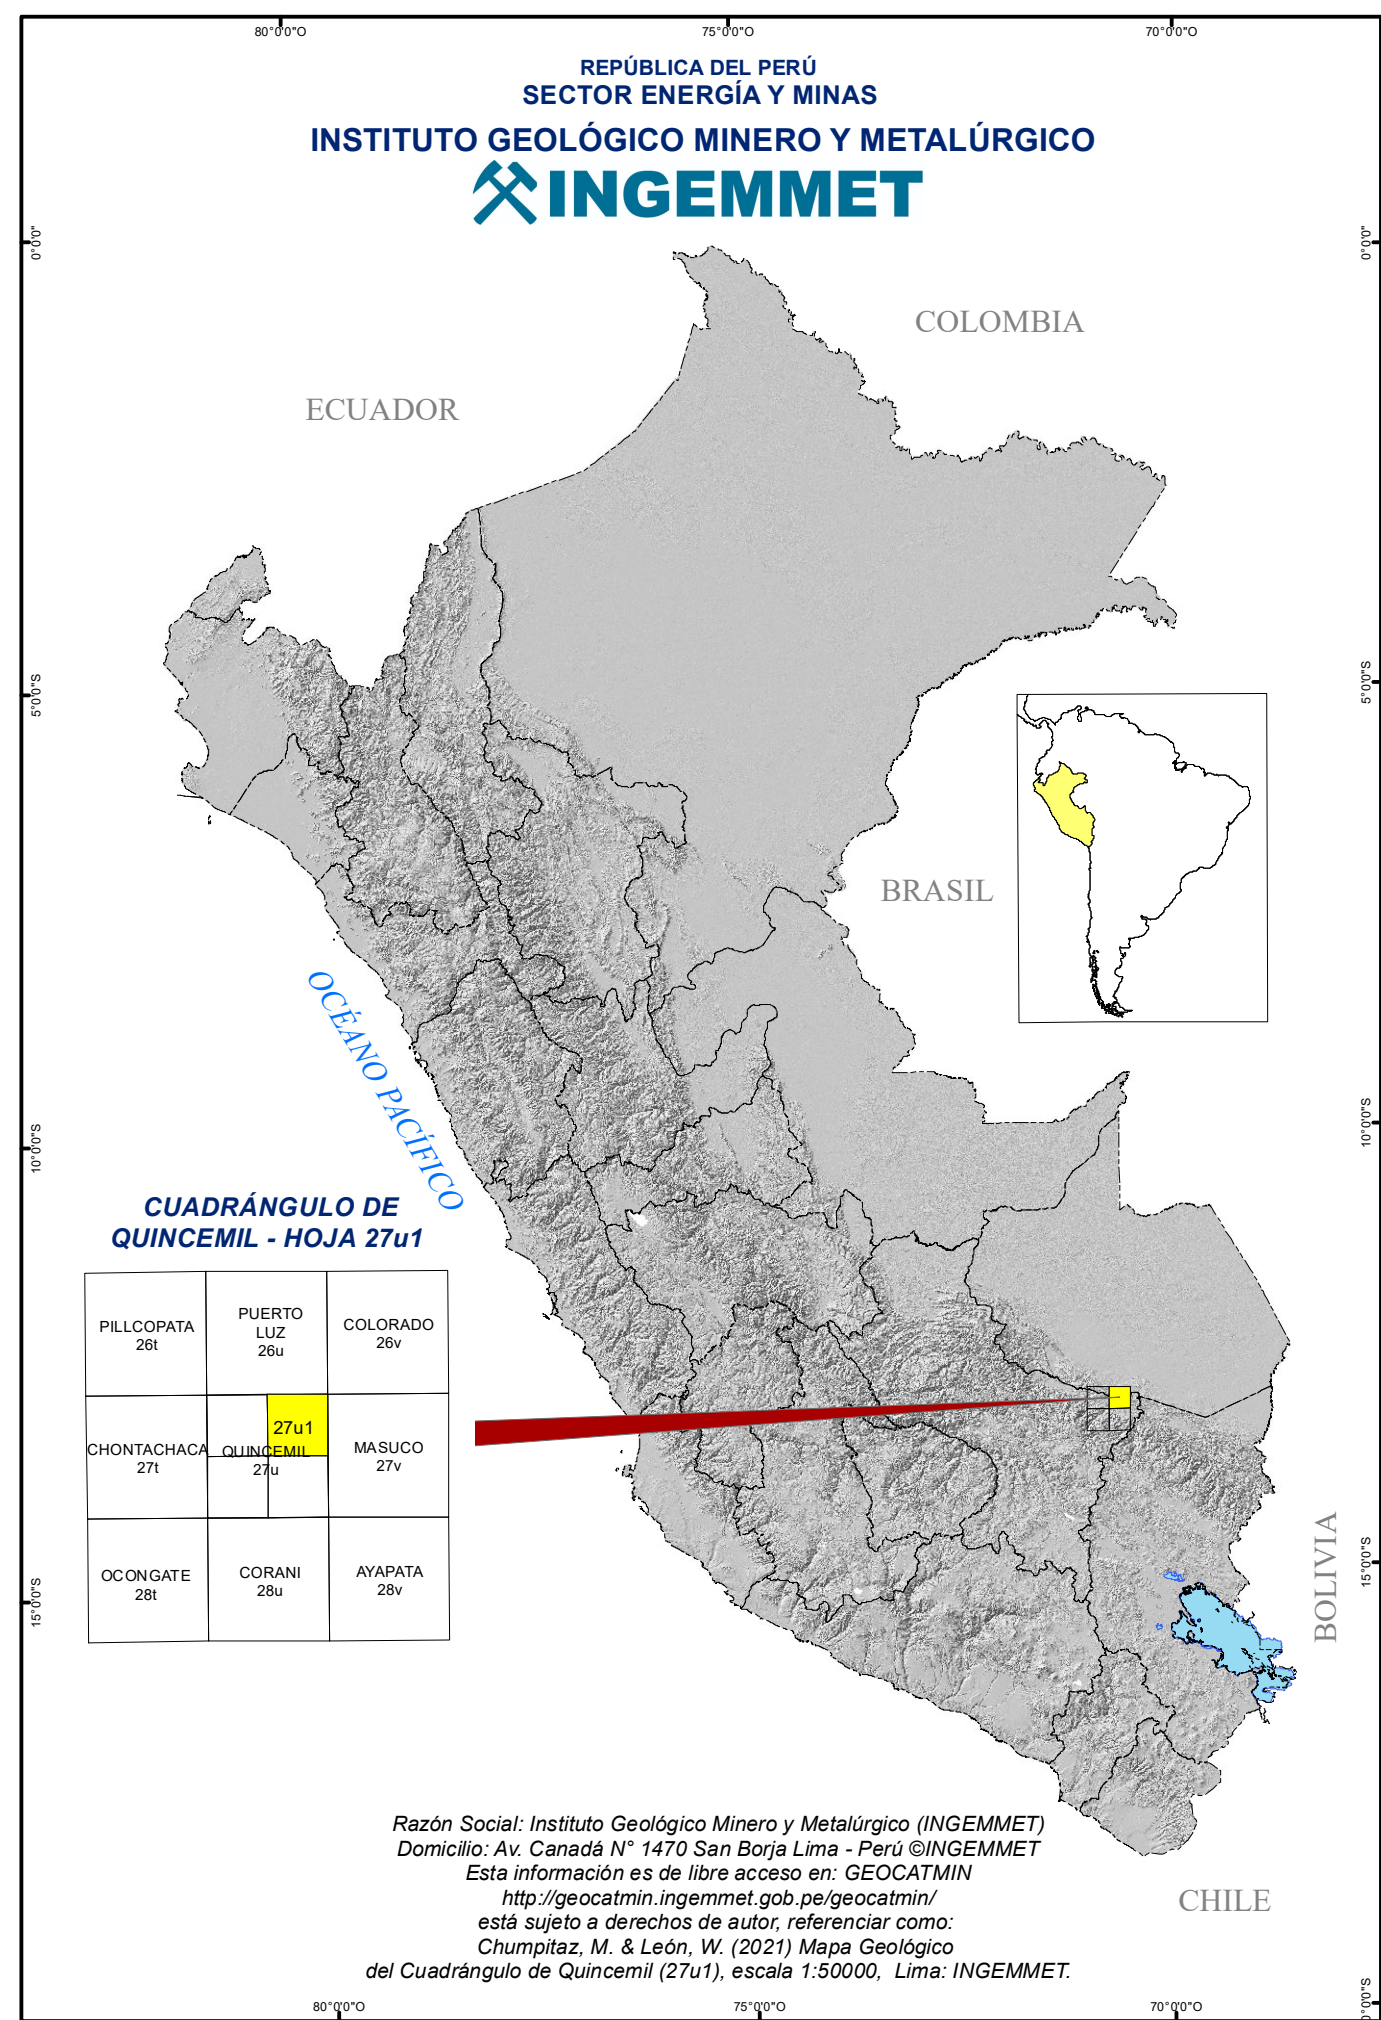 80°0'0"O 75°0'0"O 70°0'0"O
REPÚBLICA DEL PERÚ
SECTOR ENERGÍA Y MINAS
INSTITUTO GEOLÓGICO MINERO Y METALÚRGICO
INGEMMET
0°0'0" 0°0'0"
COLOMBIA
ECUADOR
5°0'0"S 5°0'0"S
BRASIL
OCÉANO PACÍFICO
10°0'0"S 10°0'0"S
CUADRÁNGULO DE
QUINCEMIL - HOJA 27u1
PILLCOPATA
26t
PUERTO
LUZ
26u
COLORADO
26v
CHONTACHACA
27t
27u1
QUINCEMIL
27u
MASUCO
27v
OCONGATE
28t
CORANI
28u
AYAPATA
28v
BOLIVIA
15°0'0"S 15°0'0"S
Razón Social: Instituto Geológico Minero y Metalúrgico (INGEMMET)
Domicilio: Av. Canadá N° 1470 San Borja Lima - Perú ©INGEMMET
Esta información es de libre acceso en: GEOCATMIN
http://geocatmin.ingemmet.gob.pe/geocatmin/
está sujeto a derechos de autor, referenciar como:
Chumpitaz, M. & León, W. (2021) Mapa Geológico
del Cuadrángulo de Quincemil (27u1), escala 1:50000, Lima: INGEMMET.
CHILE
80°0'0"O 75°0'0"O 70°0'0"O